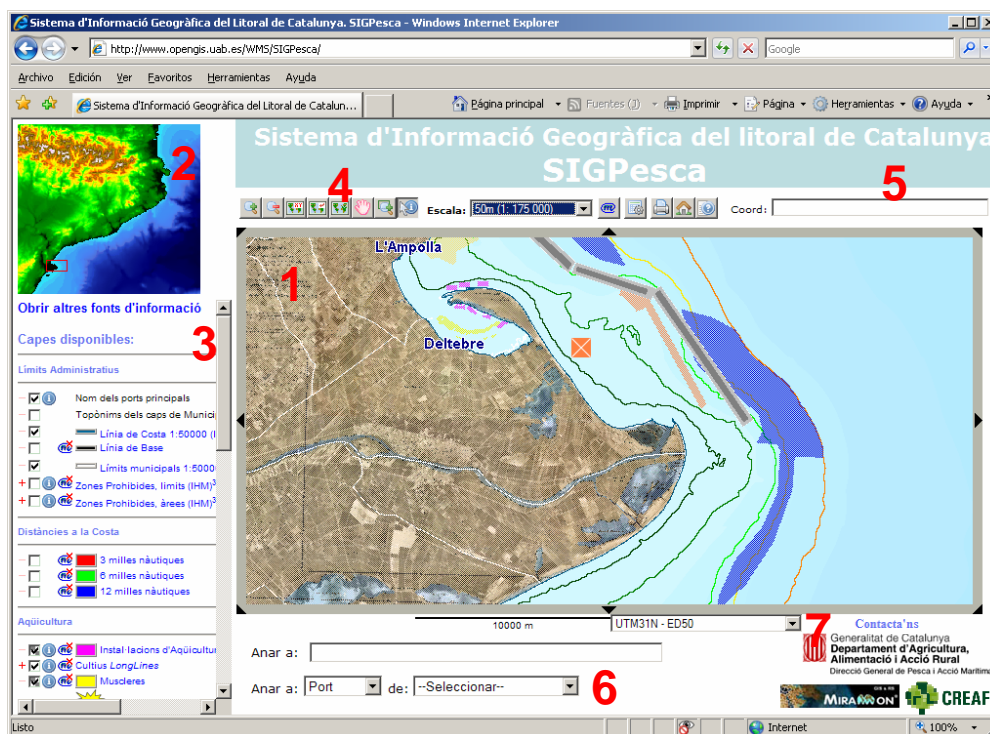 Sistema d'Informació Geogràfica del Litoral de Catalunya. SIGPesca - Windows Internet Explorer
http://www.opengis.uab.es/WMS/SIGPesca/
Google
Archivo Edición Ver Favoritos Herramientas Ayuda
Sistema d'Informació Geogràfica del Litoral de Catalun...
Página principal Fuentes (J) Imprimir Página Herramientas Ayuda »
2
Sistema d'Informació Geogràfica del litoral de Catalunya
SIGPesca
4
5
Escala: 50m (1: 175 000)
Coord:
1
L'Ampolla
Deltebre
Obrir altres fonts d'informació
3
Capes disponibles:
Límits Administratius
Nom dels ports principals
Topònims dels caps de Munici
Línia de Costa 1:50000 (I
Línia de Base
Límits municipals 1:5000
Zones Prohibides, límits (IHM)³
Zones Prohibides, àrees (IHM)³
Distàncies a la Costa
3 milles nàutiques
6 milles nàutiques
12 milles nàutiques
Aqüicultura
Instal·lacions d'Aqüicultur
Cultius LongLines
Muscleres
10000 m
UTM31N - ED50
7
Contacta'ns
Generalitat de Catalunya
Departament d'Agricultura,
Alimentació i Acció Rural
Direcció General de Pesca i Acció Marítima
Anar a:
Anar a: Port de: --Seleccionar--
6
MIRAMON
CREAF
Listo
Internet
100%